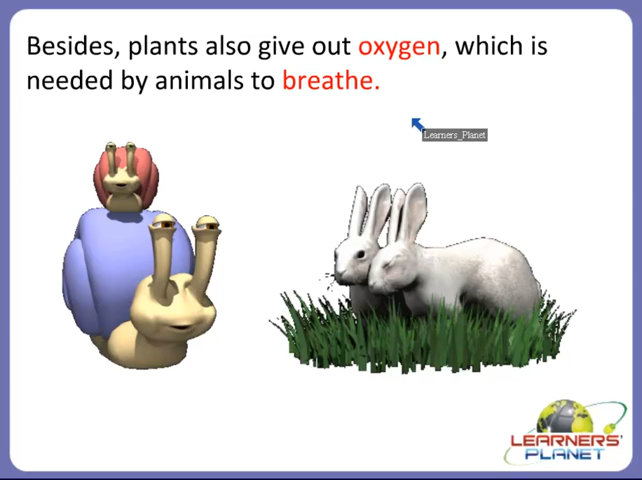 Besides, plants also give out oxygen, which is
needed by animals to breathe.
Learners_Planet
LEARNERS'
PLANET